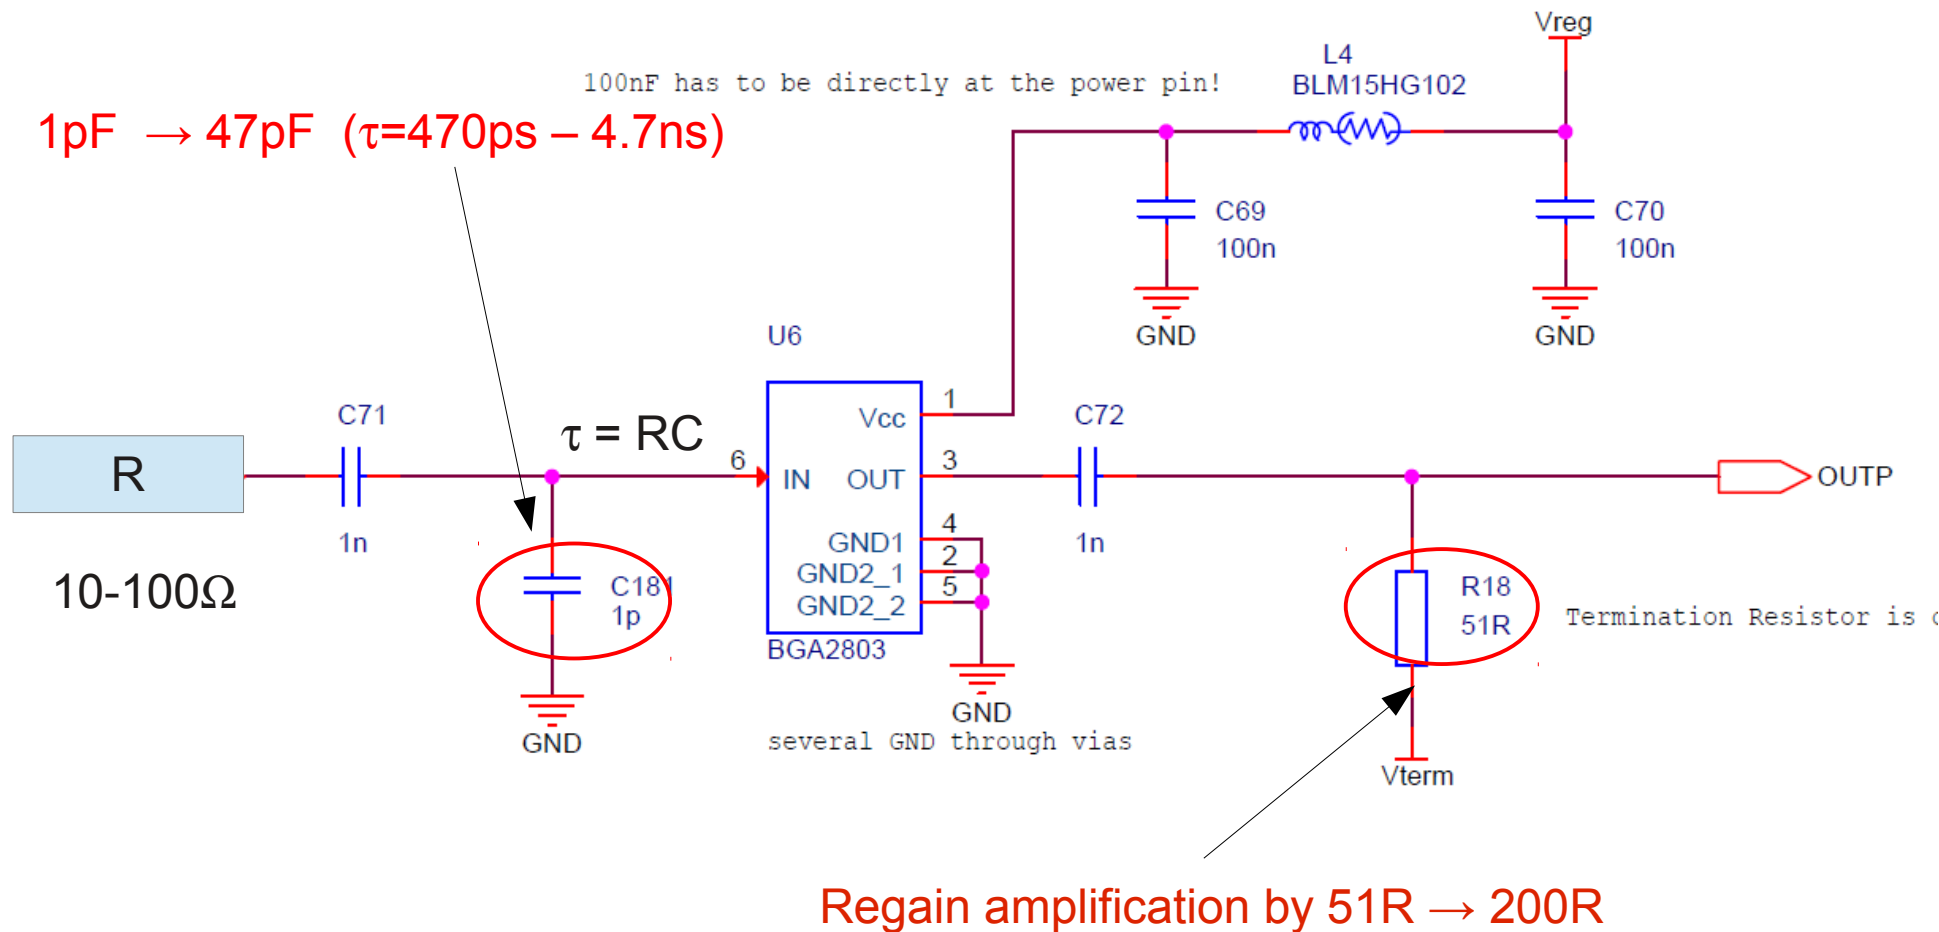 Vreg
L4
BLM15HG102
100nF has to be directly at the power pin!
1pF → 47pF (τ=470ps – 4.7ns)
C69
100n
C70
100n
GND
GND
U6
C71
τ = RC
1
Vcc
C72
R
6
IN
OUT
3
OUTP
1n
GND1
4
1n
GND2_1
2
GND2_2
5
10-100Ω
C181
1p
R18
51R
Termination Resistor is
BGA2803
GND
GND
several GND through vias
Vterm
Regain amplification by 51R → 200R